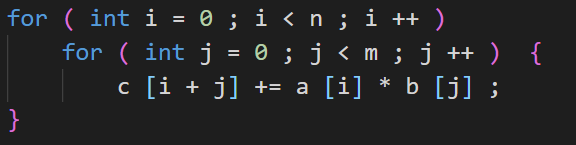 for ( int i = 0 ; i < n ; i ++ )
    for ( int j = 0 ; j < m ; j ++ )  {
        c [i + j] += a [i] * b [j] ;
}